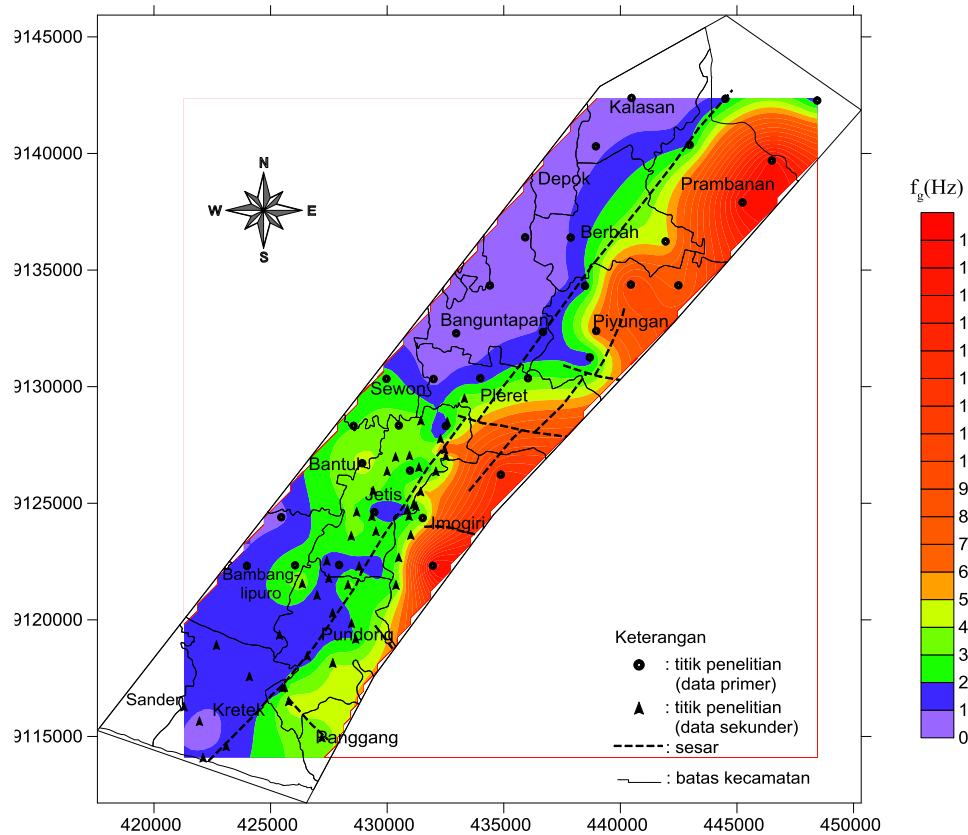 9145000
9140000
9135000
9130000
9125000
9120000
9115000
420000 425000 430000 435000 440000 445000 450000
N
W E
S
Kalasan
Depok
Prambanan
Berbah
Banguntapan
Piyungan
Sewon
Pleret
Bantul
Jetis
Imogiri
Bambang-
lipuro
Pundong
Sanden
Kretek
Panggang
Keterangan
: titik penelitian
(data primer)
: titik penelitian
(data sekunder)
: sesar
: batas kecamatan
fg(Hz)
1
1
1
1
1
1
1
1
1
9
8
7
6
5
4
3
2
1
0